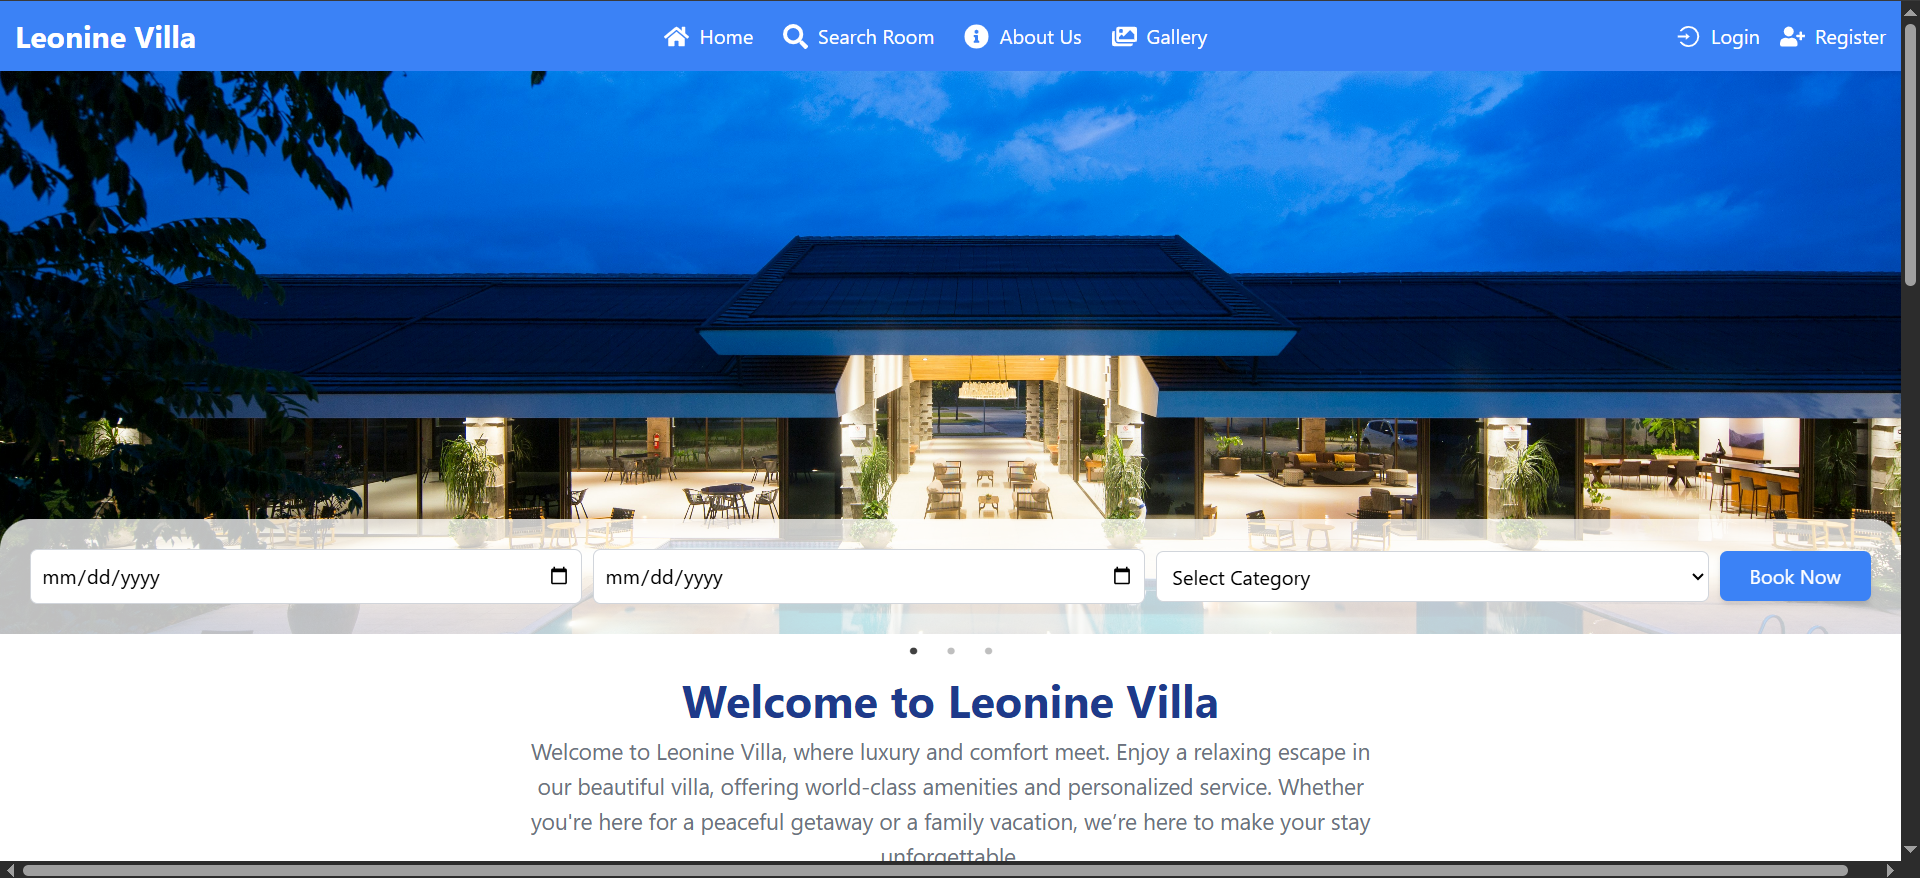 Leonine Villa
Home
Search Room
About Us
Gallery
Login
Register
mm/dd/yyyy
mm/dd/yyyy
Select Category
Book Now
Welcome to Leonine Villa
Welcome to Leonine Villa, where luxury and comfort meet. Enjoy a relaxing escape in
our beautiful villa, offering world-class amenities and personalized service. Whether
you're here for a peaceful getaway or a family vacation, we’re here to make your stay
unforgettable.